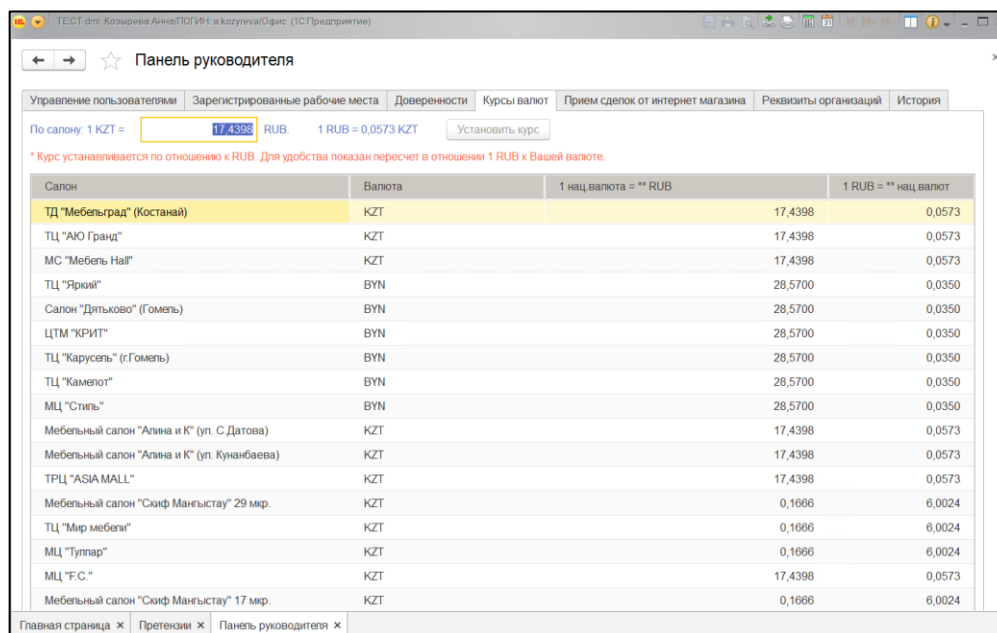 ТЕСТ dmi. Козырева Анна/ЛОГИН: a.kozyreva/Офис (1С:Предприятие)
M M+ M-
Панель руководителя
Управление пользователями Зарегистрированные рабочие места Доверенности Курсы валют Прием сделок от интернет магазина Реквизиты организаций История
По салону: 1 KZT = 17,4398 RUB. 1 RUB = 0,0573 KZT Установить курс
* Курс устанавливается по отношению к RUB. Для удобства показан пересчет в отношении 1 RUB к Вашей валюте.
Салон Валюта 1 нац.валюта = ** RUB 1 RUB = ** нац.валют
ТД "Мебельград" (Костанай) KZT 17,4398 0,0573
ТЦ "АЮ Гранд" KZT 17,4398 0,0573
МС "Мебель Hall" KZT 17,4398 0,0573
ТЦ "Яркий" BYN 28,5700 0,0350
Салон "Дятьково" (Гомель) BYN 28,5700 0,0350
ЦТМ "КРИТ" BYN 28,5700 0,0350
ТЦ "Карусель" (г.Гомель) BYN 28,5700 0,0350
ТЦ "Камелот" BYN 28,5700 0,0350
МЦ "Стиль" BYN 28,5700 0,0350
Мебельный салон "Алина и К" (ул. С.Датова) KZT 17,4398 0,0573
Мебельный салон "Алина и К" (ул. Кунанбаева) KZT 17,4398 0,0573
ТРЦ "ASIA MALL" KZT 17,4398 0,0573
Мебельный салон "Скиф Мангыстау" 29 мкр. KZT 0,1666 6,0024
ТЦ "Мир мебели" KZT 0,1666 6,0024
МЦ "Туппар" KZT 0,1666 6,0024
МЦ "F.C." KZT 17,4398 0,0573
Мебельный салон "Скиф Мангыстау" 17 мкр. KZT 0,1666 6,0024
Главная страница × Претензии × Панель руководителя ×